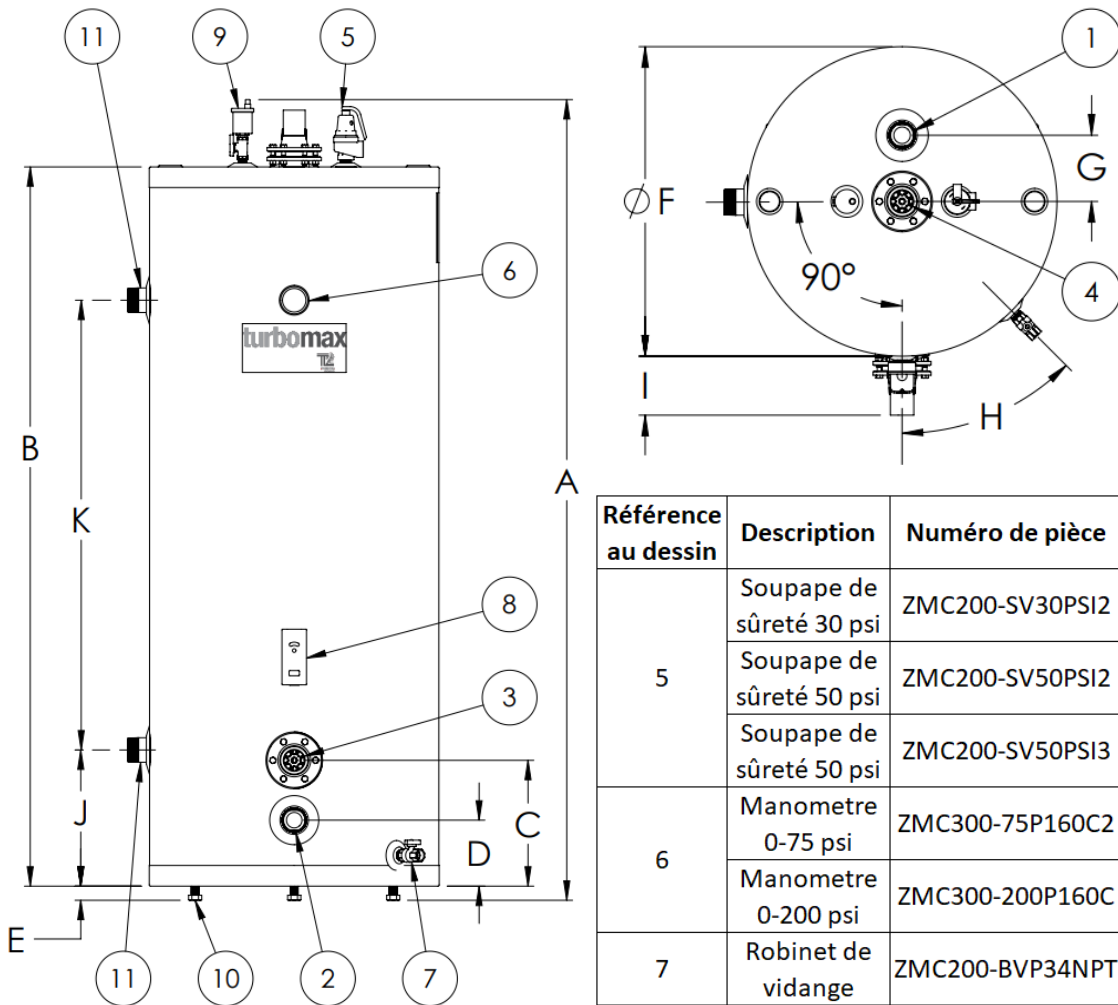 11
9
5
1
F
G
90°
4
6
turbomax
T2
I
H
B
A
K
8
3
J
C
D
E
11
10
2
7
Référence au dessin
Description
Numéro de pièce
5
Soupape de sûreté 30 psi
ZMC200-SV30PSI2
Soupape de sûreté 50 psi
ZMC200-SV50PSI2
Soupape de sûreté 50 psi
ZMC200-SV50PSI3
6
Manometre 0-75 psi
ZMC300-75P160C2
Manometre 0-200 psi
ZMC300-200P160C
7
Robinet de vidange
ZMC200-BVP34NPT